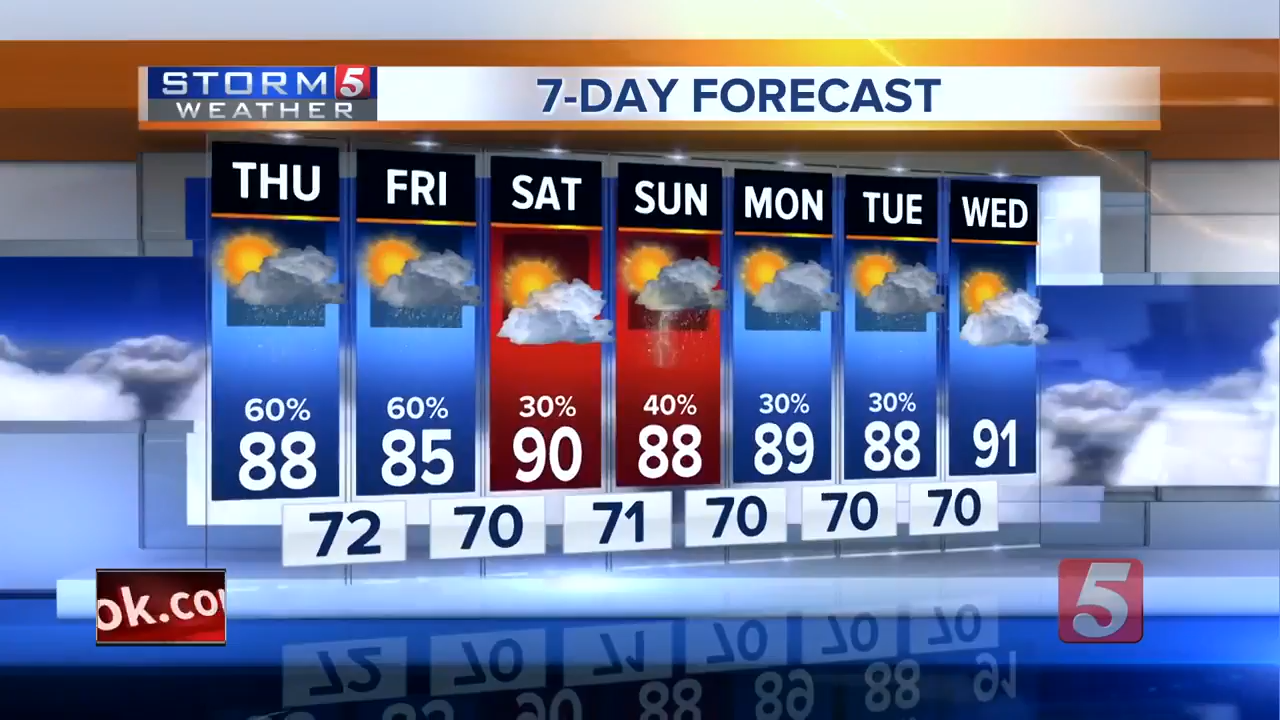 STORM 5
WEATHER
7-DAY FORECAST
THU FRI SAT SUN MON TUE WED
60% 60% 30% 40% 30% 30%
88 85 90 88 89 88 91
72 70 71 70 70 70
ok.co
5